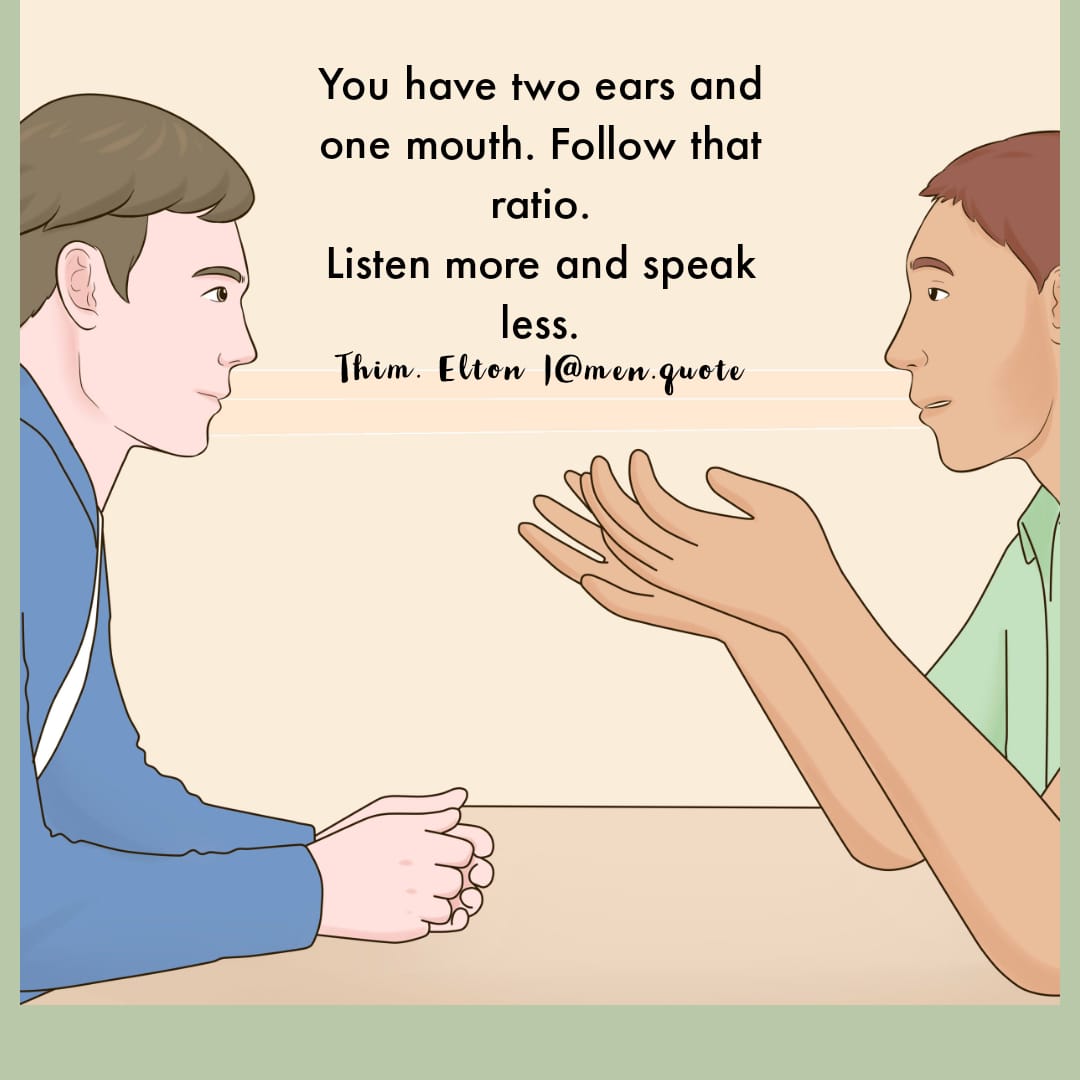 You have two ears and
one mouth. Follow that
ratio.
Listen more and speak
less.
Thim. Elton |@men.quote